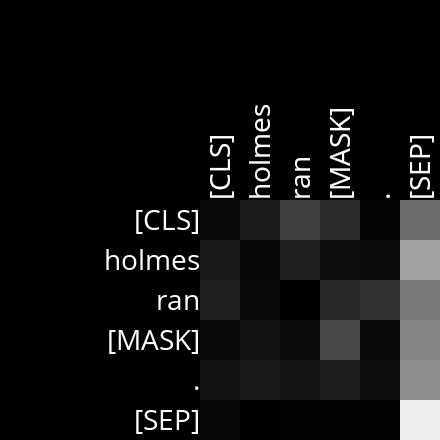 [CLS]
holmes
ran
[MASK]
.
[SEP]
[CLS]
holmes
ran
[MASK]
.
[SEP]